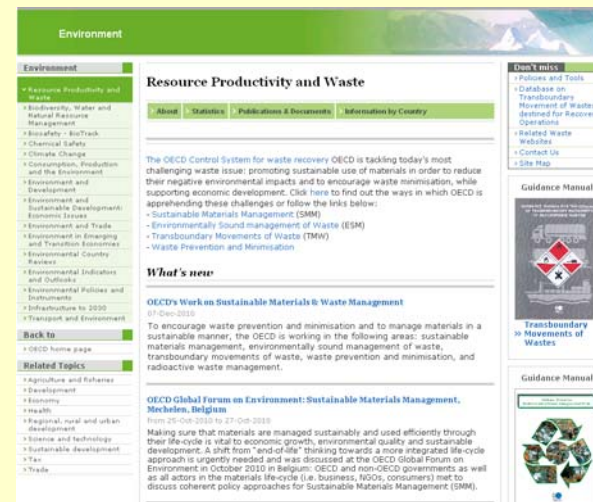 Environment
Environment
Resource Productivity and
Waste
Biodiversity, Water and
Natural Resource
Management
Biosafety - BioTrack
Chemical Safety
Climate Change
Consumption, Production
and the Environment
Environment and
Development
Environment and
Sustainable Development:
Economic Issues
Environment and Trade
Environment in Emerging
and Transition Economies
Environmental Country
Reviews
Environmental Indicators
and Outlooks
Environmental Policies and
Instruments
Infrastructure to 2030
Transport and Environment
Back to
OECD home page
Related Topics
Agriculture and Fisheries
Development
Economy
Health
Regional, rural and urban
development
Science and technology
Sustainable development
Tax
Trade
Resource Productivity and Waste
About Statistics Publications & Documents Information by Country
The OECD Control System for waste recovery OECD is tackling today's most
challenging waste issue: promoting sustainable use of materials in order to reduce
their negative environmental impacts and to encourage waste minimisation, while
supporting economic development. Click here to find out the ways in which OECD is
apprehending these challenges or follow the links below:
- Sustainable Materials Management (SMM)
- Environmentally Sound management of Waste (ESM)
- Transboundary Movements of Waste (TMW)
- Waste Prevention and Minimisation
What's new
OECD's Work on Sustainable Materials & Waste Management
07-Dec-2010
To encourage waste prevention and minimisation and to manage materials in a
sustainable manner, the OECD is working in the following areas: sustainable
materials management, environmentally sound management of waste,
transboundary movements of waste, waste prevention and minimisation, and
radioactive waste management.
OECD Global Forum on Environment: Sustainable Materials Management,
Mechelen, Belgium
From 25-Oct-2010 to 27-Oct-2010
Making sure that materials are managed sustainably and used efficiently through
their life-cycle is vital to economic growth, environmental quality and sustainable
development. A shift from "end-of-life" thinking towards a more integrated life-cycle
approach is urgently needed and was discussed at the OECD Global Forum on
Environment in October 2010 in Belgium: OECD and non-OECD governments as well
as all actors in the materials life-cycle (i.e. business, NGOs, consumers) met to
discuss coherent policy approaches for Sustainable Materials Management (SMM).
Don't miss
Policies and Tools
Database on
Transboundary
Movement of Wastes
destined for Recovery
Operations
Related Waste
Websites
Contact Us
Site Map
Guidance Manual
Transboundary
Movements of
Wastes
Guidance Manual